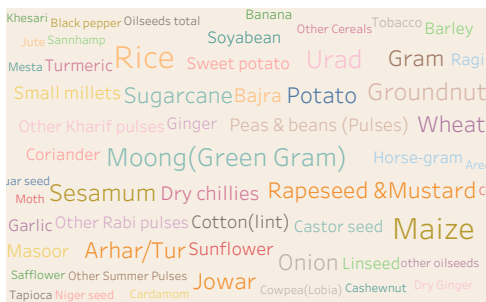 Khesari Black pepper Oilseeds total Banana
Other Cereals Tobacco Barley
Jute Sannhamp Soyabean
Mesta Turmeric Rice Sweet potato Urad Gram Ragi
Small millets Sugarcane Bajra Potato Groundnut
Other Kharif pulses Ginger Peas & beans (Pulses) Wheat
Coriander Moong(Green Gram) Horse-gram
Moth Sesamum Dry chillies Rapeseed &Mustard
Garlic Other Rabi pulses Cotton(lint) Castor seed Maize
Masoor Arhar/Tur Sunflower
Onion Linseed other oilseeds
Safflower Other Summer Pulses
Jowar Cowpea(Lobia) Cashewnut Dry Ginger
Tapioca Niger seed Cardamom